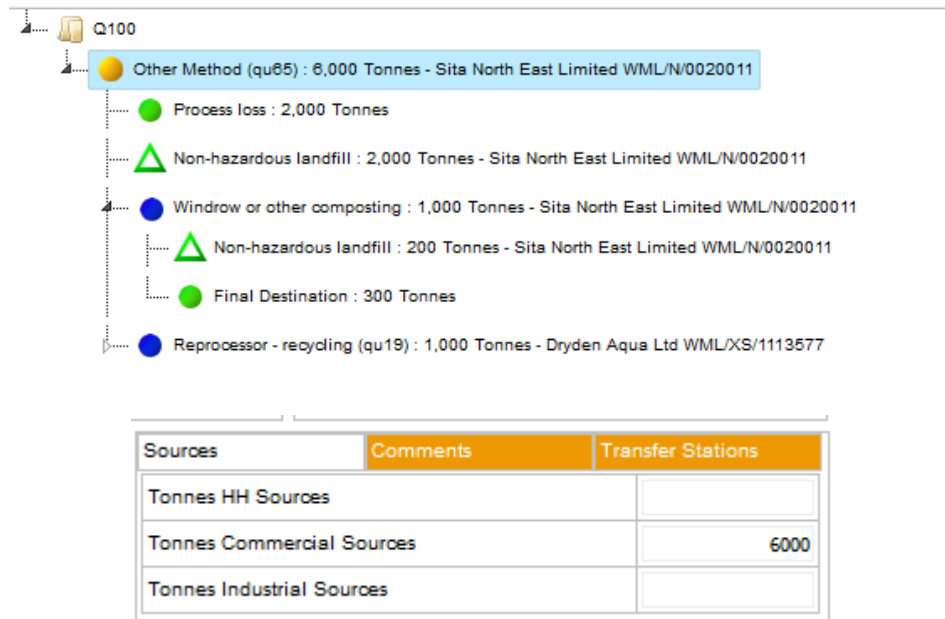 Q100
Other Method (qu65) : 6,000 Tonnes - Sita North East Limited WML/N/0020011
Process loss : 2,000 Tonnes
Non-hazardous landfill : 2,000 Tonnes - Sita North East Limited WML/N/0020011
Windrow or other composting : 1,000 Tonnes - Sita North East Limited WML/N/0020011
Non-hazardous landfill : 200 Tonnes - Sita North East Limited WML/N/0020011
Final Destination : 300 Tonnes
Reprocessor - recycling (qu19) : 1,000 Tonnes - Dryden Aqua Ltd WML/XS/1113577
Sources Comments Transfer Stations
Tonnes HH Sources
Tonnes Commercial Sources 6000
Tonnes Industrial Sources